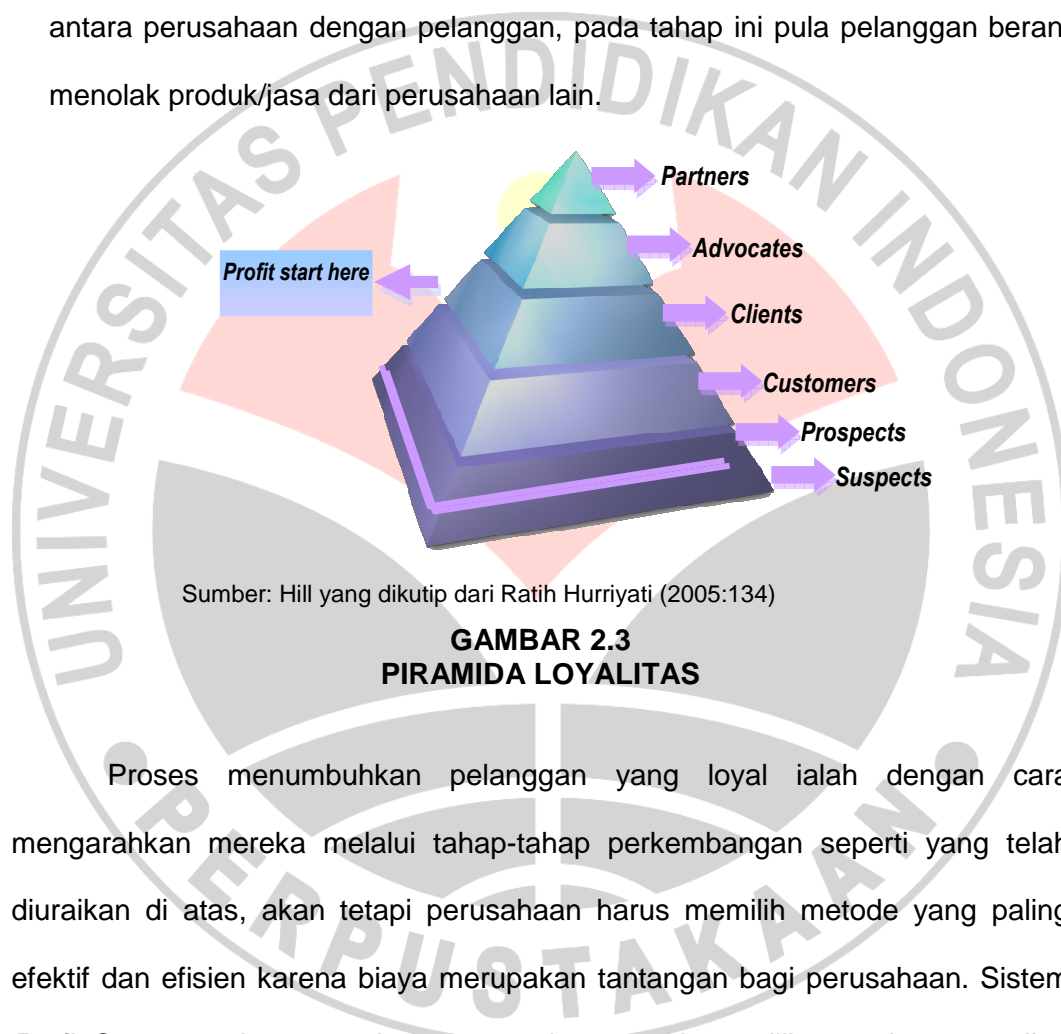 antara perusahaan dengan pelanggan, pada tahap ini pula pelanggan beran
menolak produk/jasa dari perusahaan lain.
Partners
Advocates
Profit start here
Clients
Customers
Prospects
Suspects
Sumber: Hill yang dikutip dari Ratih Hurriyati (2005:134)
GAMBAR 2.3
PIRAMIDA LOYALITAS
Proses menumbuhkan pelanggan yang loyal ialah dengan cara
mengarahkan mereka melalui tahap-tahap perkembangan seperti yang telah
diuraikan di atas, akan tetapi perusahaan harus memilih metode yang paling
efektif dan efisien karena biaya merupakan tantangan bagi perusahaan. Sistem
UNIVERSITAS PENDIDIKAN INDONESIA
PERPUSTAKAAN